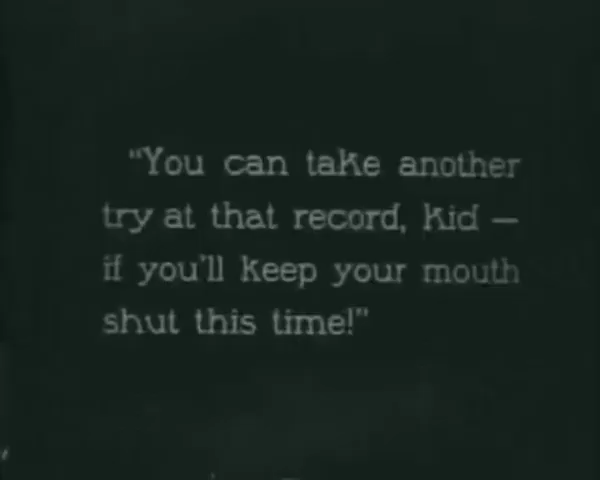 "You can take another
try at that record, kid —
if you'll keep your mouth
shut this time!"